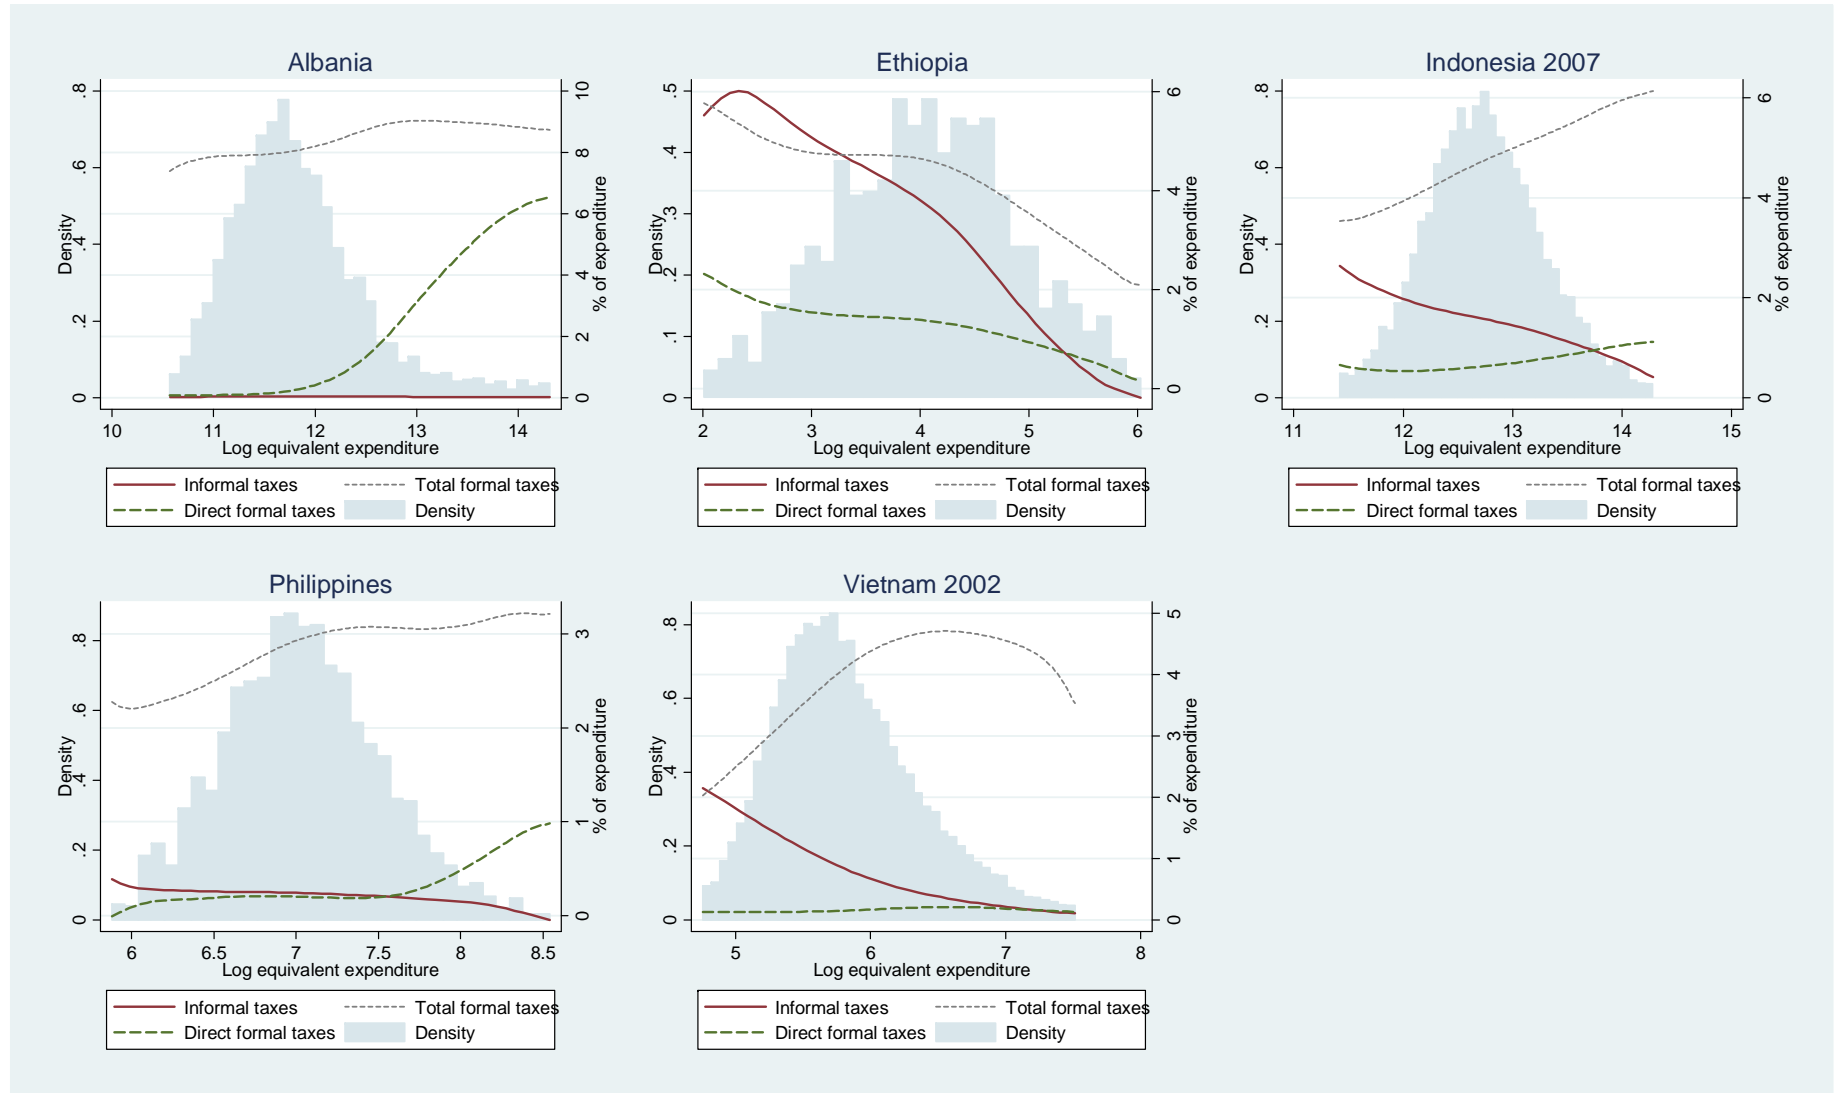 Albania
0 .2 .4 .6 .8
Density
0 2 4 6 8 10
% of expenditure
10 11 12 13 14
Log equivalent expenditure
Informal taxes Total formal taxes
Direct formal taxes Density
Ethiopia
0 .1 .2 .3 .4 .5
Density
0 2 4 6
% of expenditure
2 3 4 5 6
Log equivalent expenditure
Informal taxes Total formal taxes
Direct formal taxes Density
Indonesia 2007
0 .2 .4 .6 .8
Density
0 2 4 6
% of expenditure
11 12 13 14 15
Log equivalent expenditure
Informal taxes Total formal taxes
Direct formal taxes Density
Philippines
0 .2 .4 .6 .8
Density
0 1 2 3
% of expenditure
6 6.5 7 7.5 8 8.5
Log equivalent expenditure
Informal taxes Total formal taxes
Direct formal taxes Density
Vietnam 2002
0 .2 .4 .6 .8
Density
0 1 2 3 4 5
% of expenditure
5 6 7 8
Log equivalent expenditure
Informal taxes Total formal taxes
Direct formal taxes Density